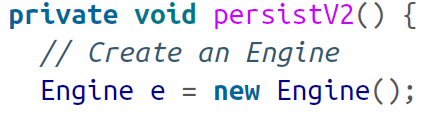 private void persistV2() {
// Create an Engine
Engine e = new Engine();